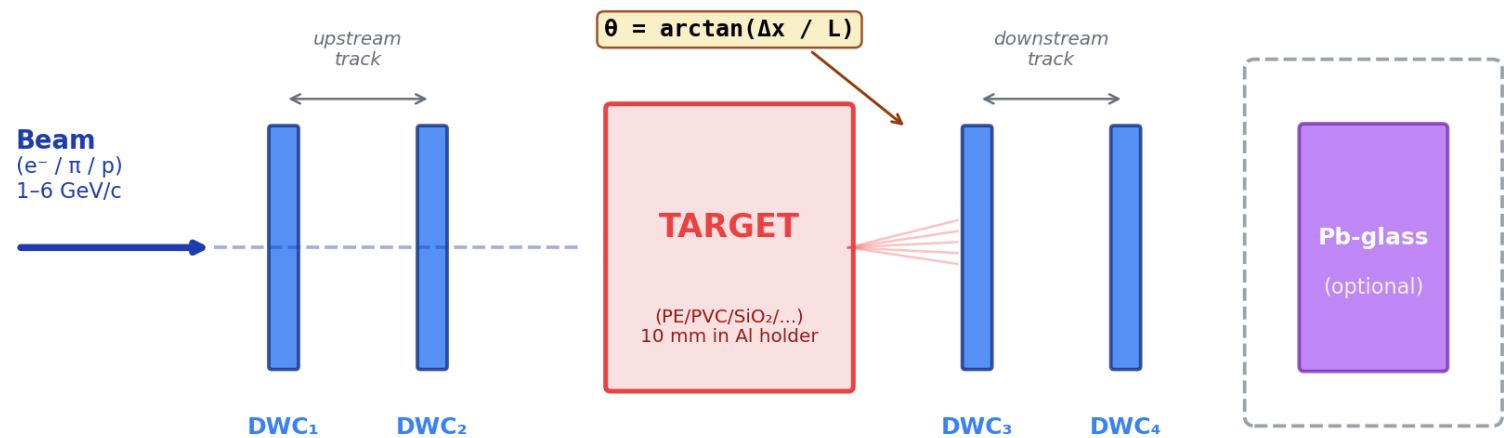 θ = arctan(Δx / L)
upstream
track
downstream
track
Beam
(e⁻ / π / p)
1–6 GeV/c
TARGET
(PE/PVC/SiO₂/...)
10 mm in Al holder
Pb-glass
(optional)
DWC₁
DWC₂
DWC₃
DWC₄